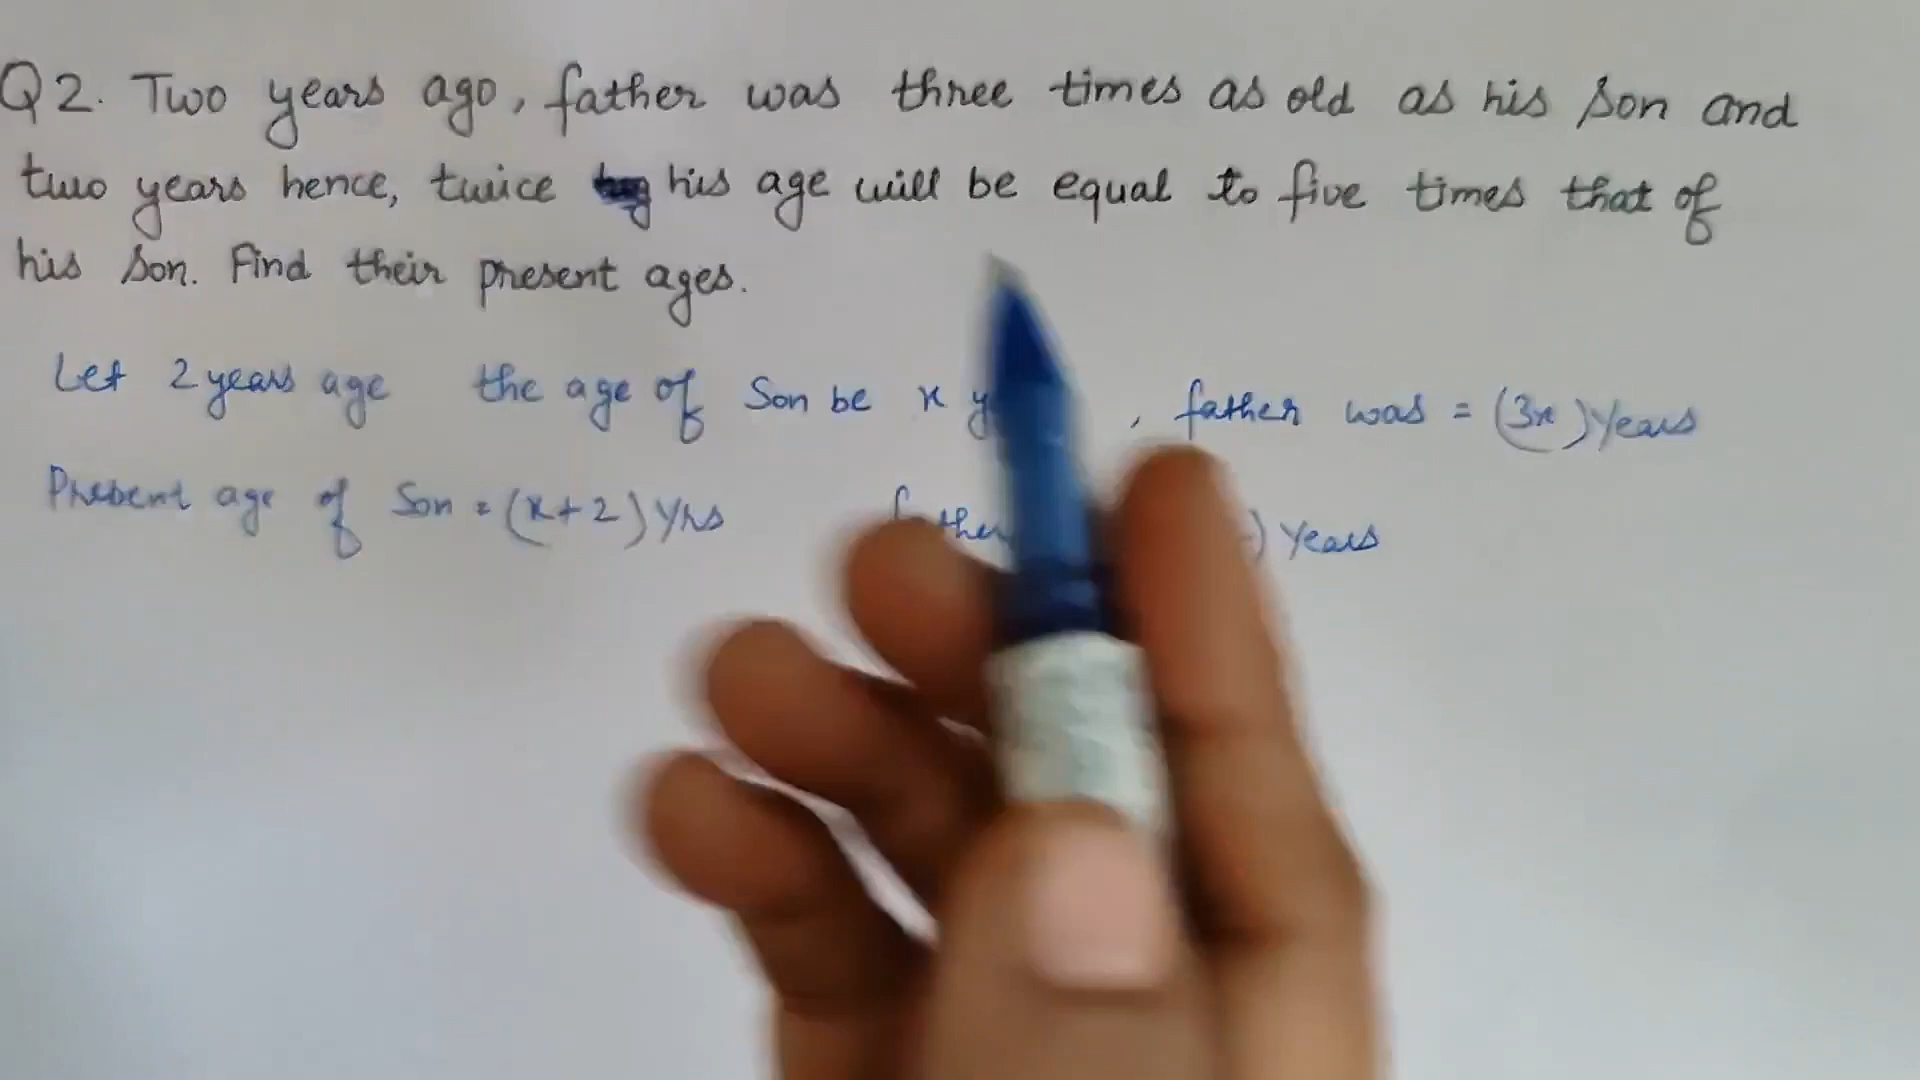 Q2. Two years ago, father was three times as old as his son and
two years hence, twice his age will be equal to five times that of
his son. Find their present ages.
Let 2 years age the age of Son be x , father was = (3x) Years
Present age of Son = (x+2) Yrs ) Years